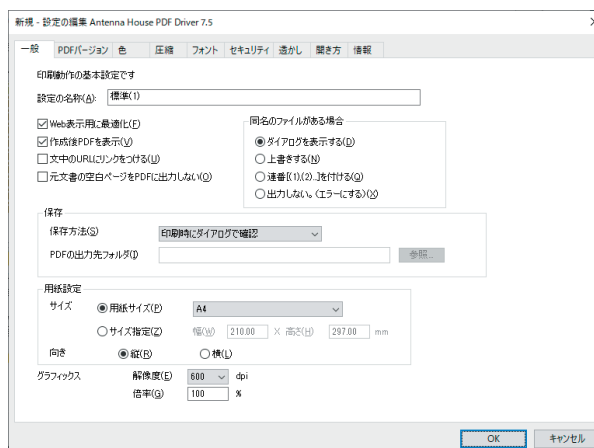 新規 - 設定の編集 Antenna House PDF Driver 7.5
一般 PDFバージョン 色 圧縮 フォント セキュリティ 透かし 開き方 情報
印刷動作の基本設定です
設定の名称(A): 標準(1)
Web表示用に最適化(F)
作成後PDFを表示(V)
文中のURLにリンクをつける(U)
元文書の空白ページをPDFに出力しない(O)
同名のファイルがある場合
ダイアログを表示する(D)
上書きする(N)
連番[(1),(2)..]を付ける(Q)
出力しない。(エラーにする)(X)
保存
保存方法(S) 印刷時にダイアログで確認
PDFの出力先フォルダ(I) 参照...
用紙設定
サイズ 用紙サイズ(P) A4
サイズ指定(Z) 幅(W) 210.00 X 高さ(H) 297.00 mm
向き 縦(R) 横(L)
グラフィックス 解像度(E) 600 dpi
倍率(G) 100 %
OK キャンセル